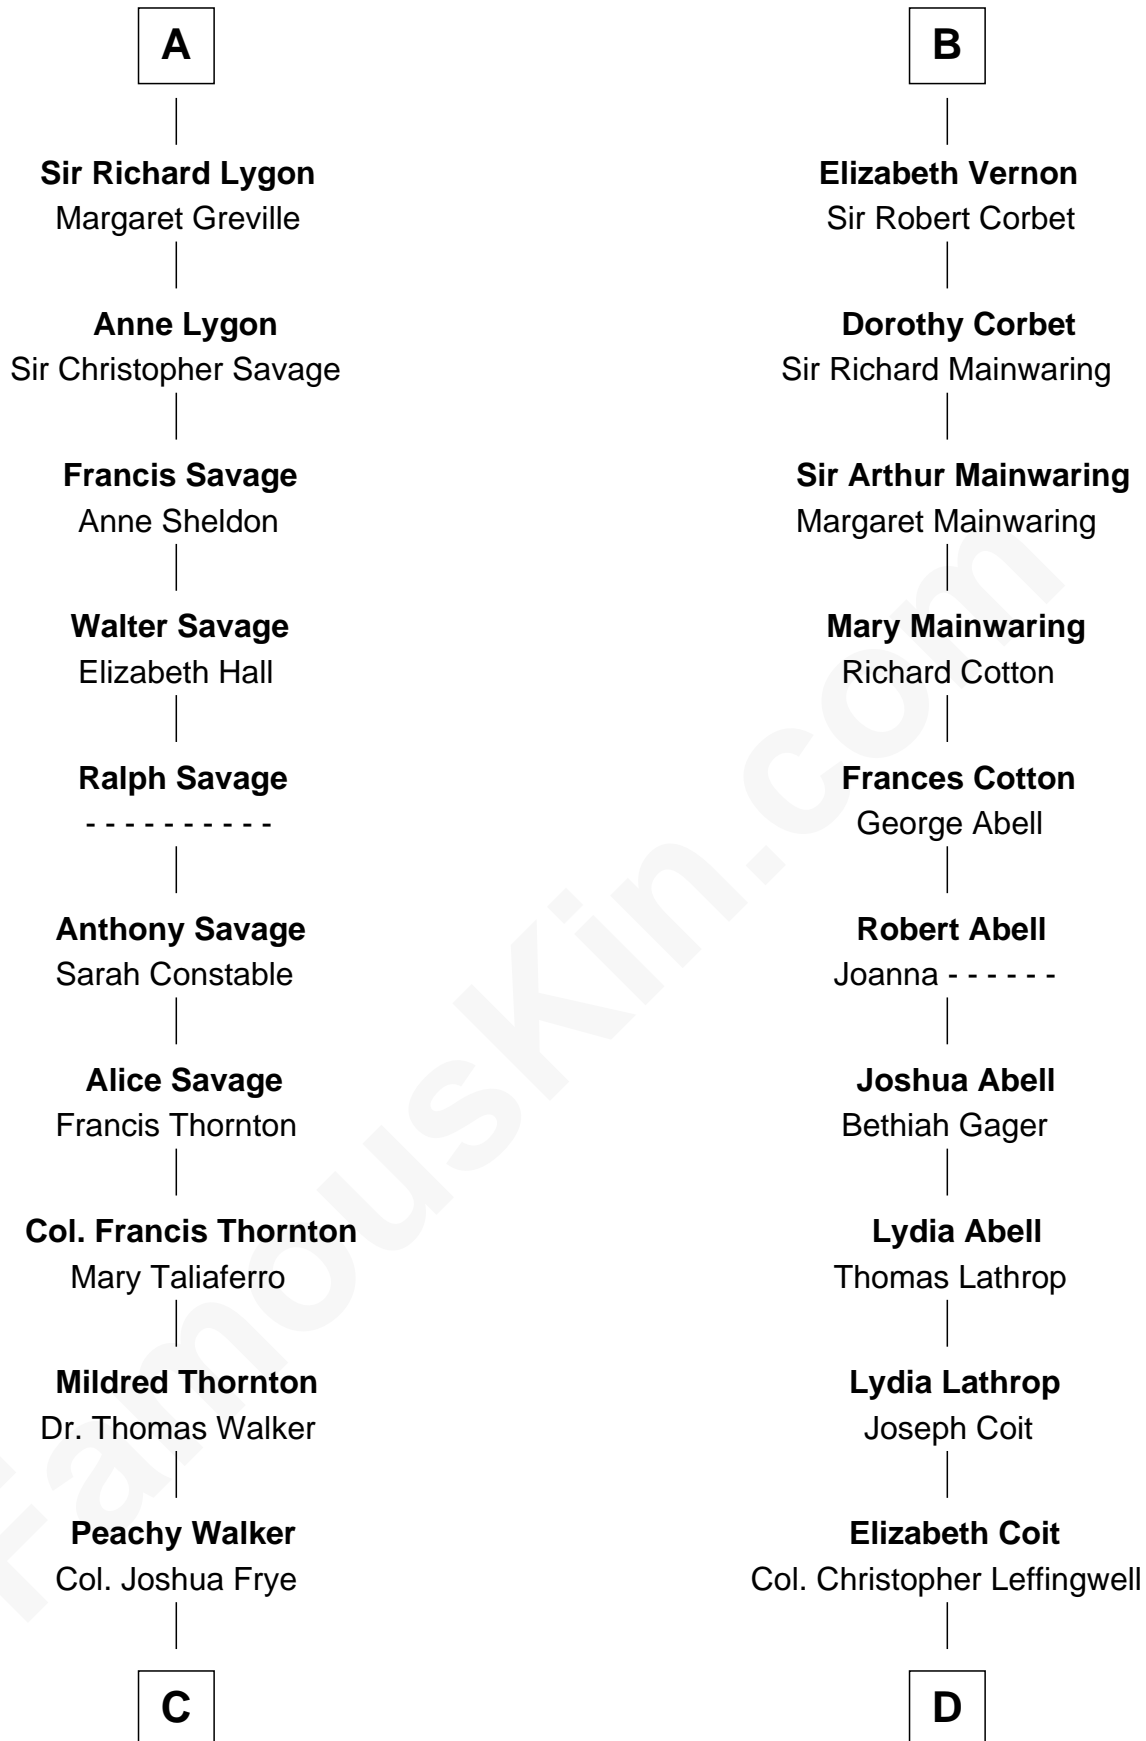 A
Sir Richard Lygon
Margaret Greville
Anne Lygon
Sir Christopher Savage
Francis Savage
Anne Sheldon
Walter Savage
Elizabeth Hall
Ralph Savage
- - - - - - - - - -
Anthony Savage
Sarah Constable
Alice Savage
Francis Thornton
Col. Francis Thornton
Mary Taliaferro
Mildred Thornton
Dr. Thomas Walker
Peachy Walker
Col. Joshua Frye
C
B
Elizabeth Vernon
Sir Robert Corbet
Dorothy Corbet
Sir Richard Mainwaring
Sir Arthur Mainwaring
Margaret Mainwaring
Mary Mainwaring
Richard Cotton
Frances Cotton
George Abell
Robert Abell
Joanna - - - - - -
Joshua Abell
Bethiah Gager
Lydia Abell
Thomas Lathrop
Lydia Lathrop
Joseph Coit
Elizabeth Coit
Col. Christopher Leffingwell
D
FamousKin.com